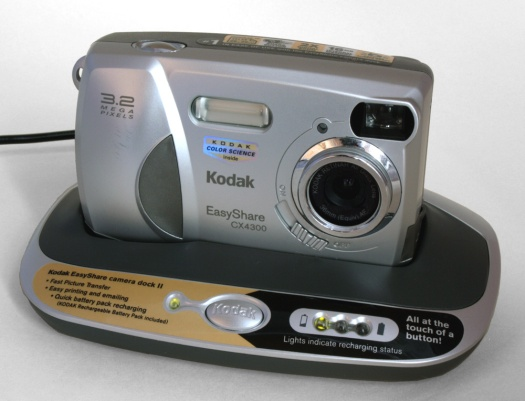 3.2
MEGA
PIXELS
KODAK
COLOR SCIENCE
inside
Kodak
EasyShare
CX4300
Kodak EasyShare camera dock II
• Fast Picture Transfer
• Easy printing and emailing
• Quick battery pack recharging
(KODAK Rechargeable Battery Pack included)
Kodak
Lights indicate recharging status
All at the
touch of a
button!